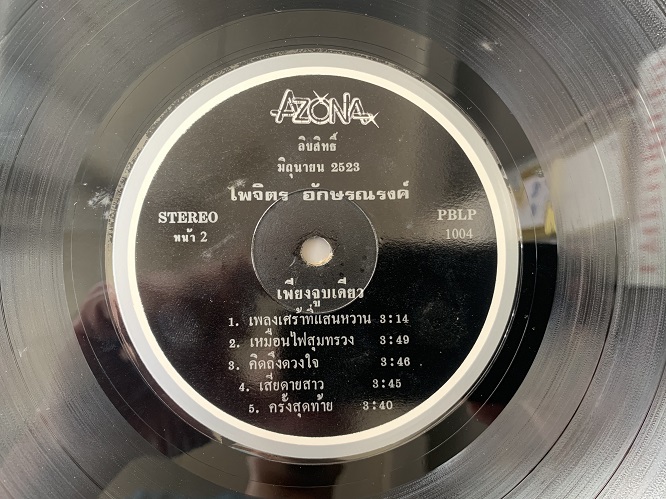 AZONA
ลิขสิทธิ์
มิถุนายน 2523
ไพจิตร อักษรณรงค์
STEREO
หน้า 2
PBLP
1004
เพียงจูบเดียว
1. เพลงเศร้าที่แสนหวาน 3:14
2. เหมือนไฟสุมทรวง 3:49
3. คิดถึงดวงใจ 3:46
4. เสียดายสาว 3:45
5. ครั้งสุดท้าย 3:40